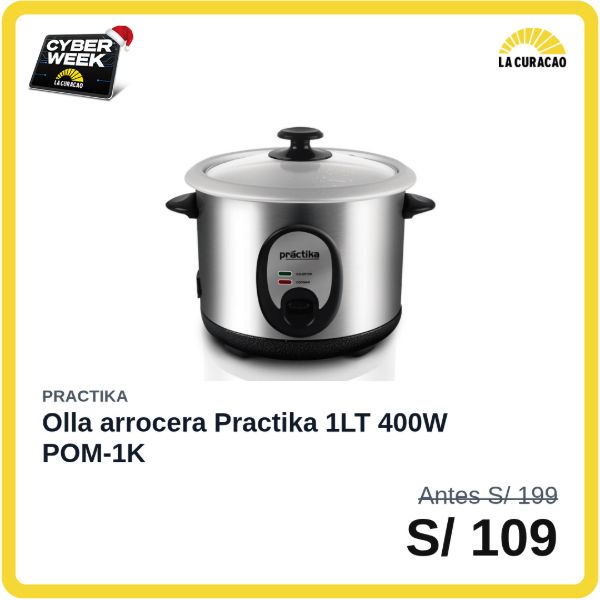 CYBER
WEEK
LA CURACAO
LA CURACAO
práctika
PRACTIKA
Olla arrocera Practika 1LT 400W
POM-1K
Antes S/ 199
S/ 109